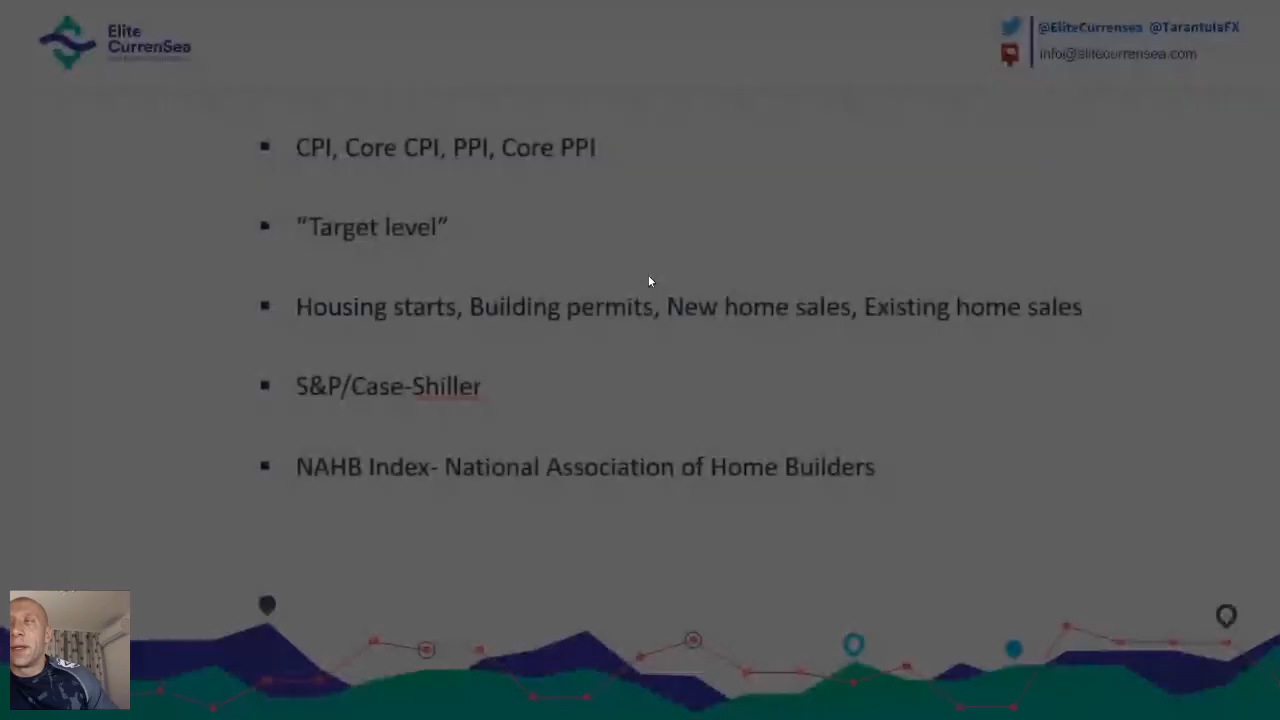 Elite
CurrenSea
@EliteCurrensea @TarantulaFX
info@elitecurrensea.com
CPI, Core CPI, PPI, Core PPI
"Target level"
Housing starts, Building permits, New home sales, Existing home sales
S&P/Case-Shiller
NAHB Index- National Association of Home Builders